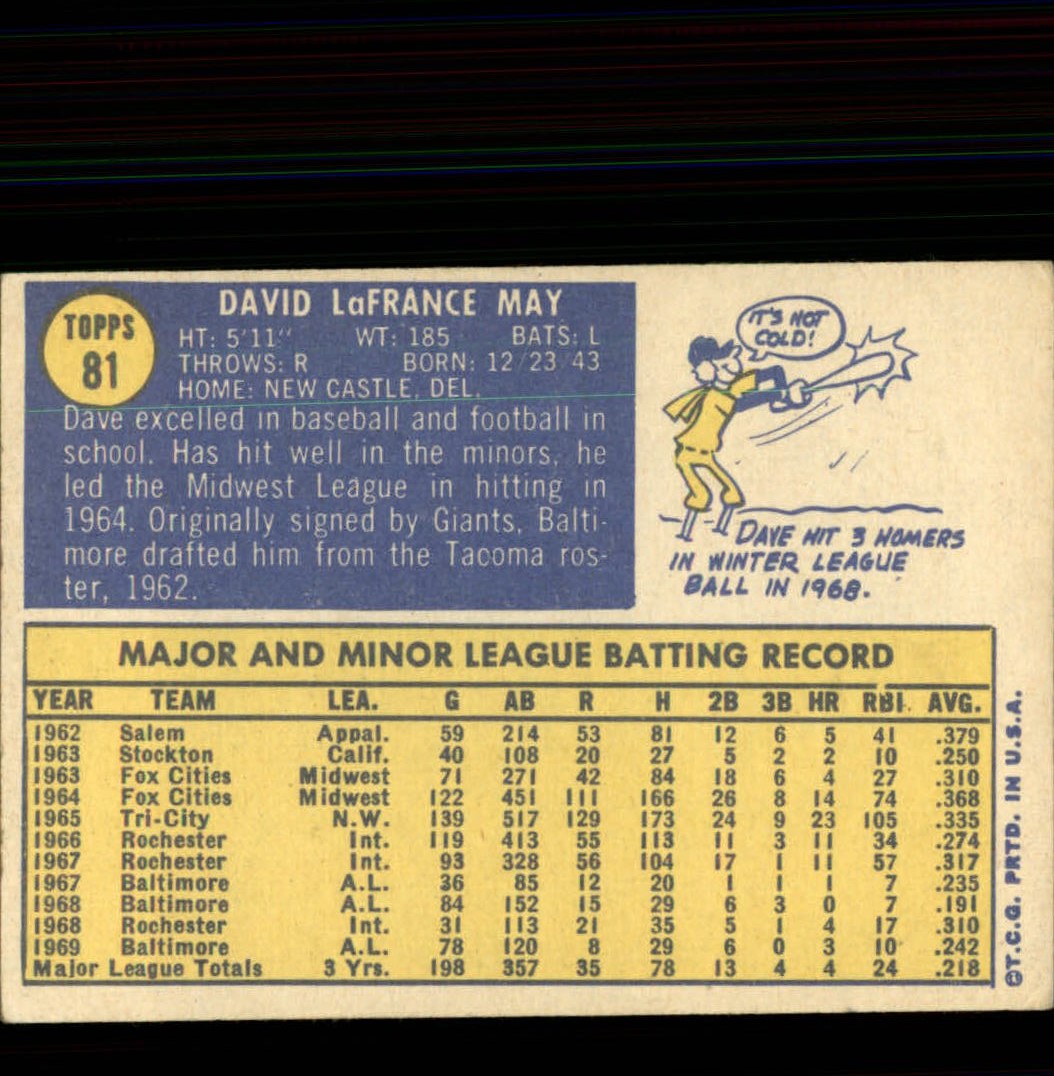 TOPPS
81
DAVID LaFRANCE MAY
HT: 5'11" WT: 185 BATS: L
THROWS: R BORN: 12/23/43
HOME: NEW CASTLE, DEL.
Dave excelled in baseball and football in
school. Has hit well in the minors, he
led the Midwest League in hitting in
1964. Originally signed by Giants, Balti-
more drafted him from the Tacoma ros-
ter, 1962.
IT'S NOT
COLD!
DAVE HIT 3 HOMERS
IN WINTER LEAGUE
BALL IN 1968.
MAJOR AND MINOR LEAGUE BATTING RECORD
YEAR TEAM LEA. G AB R H 2B 3B HR RBI AVG.
1962 Salem Appal. 59 214 53 81 12 6 5 41 .379
1963 Stockton Calif. 40 108 20 27 5 2 2 10 .250
1963 Fox Cities Midwest 71 271 42 84 18 6 4 27 .310
1964 Fox Cities Midwest 122 451 111 166 26 8 14 74 .368
1965 Tri-City N.W. 139 517 129 173 24 9 23 105 .335
1966 Rochester Int. 119 413 55 113 11 3 11 34 .274
1967 Rochester Int. 93 328 56 104 17 1 11 57 .317
1967 Baltimore A.L. 36 85 12 20 1 1 1 7 .235
1968 Baltimore A.L. 84 152 15 29 6 3 0 7 .191
1968 Rochester Int. 31 113 21 35 5 1 4 17 .310
1969 Baltimore A.L. 78 120 8 29 6 0 3 10 .242
Major League Totals 3 Yrs. 198 357 35 78 13 4 4 24 .218
©T.C.G. PRTD. IN U.S.A.